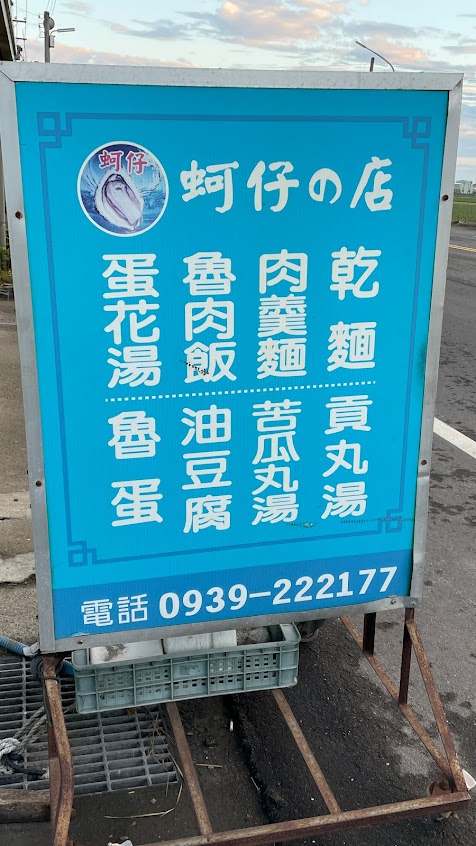 蚵仔
蚵仔の店
乾麵
肉羹麵
魯肉飯
蛋花湯
貢丸湯
苦瓜丸湯
油豆腐
魯蛋
電話 0939-222177